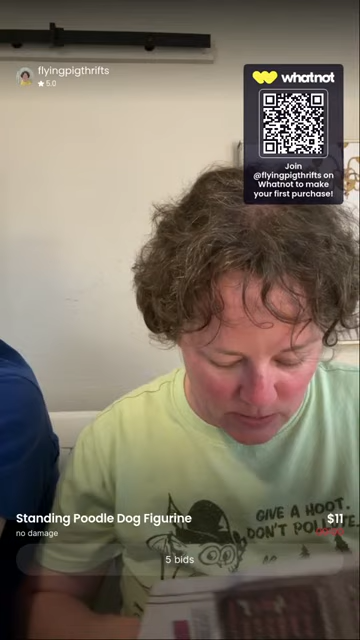 flyingpigthrifts
★ 5.0
whatnot
Join
@flyingpigthrifts on
Whatnot to make
your first purchase!
GIVE A HOOT.
DON'T POLLUTE.
Standing Poodle Dog Figurine
$11
no damage
5 bids